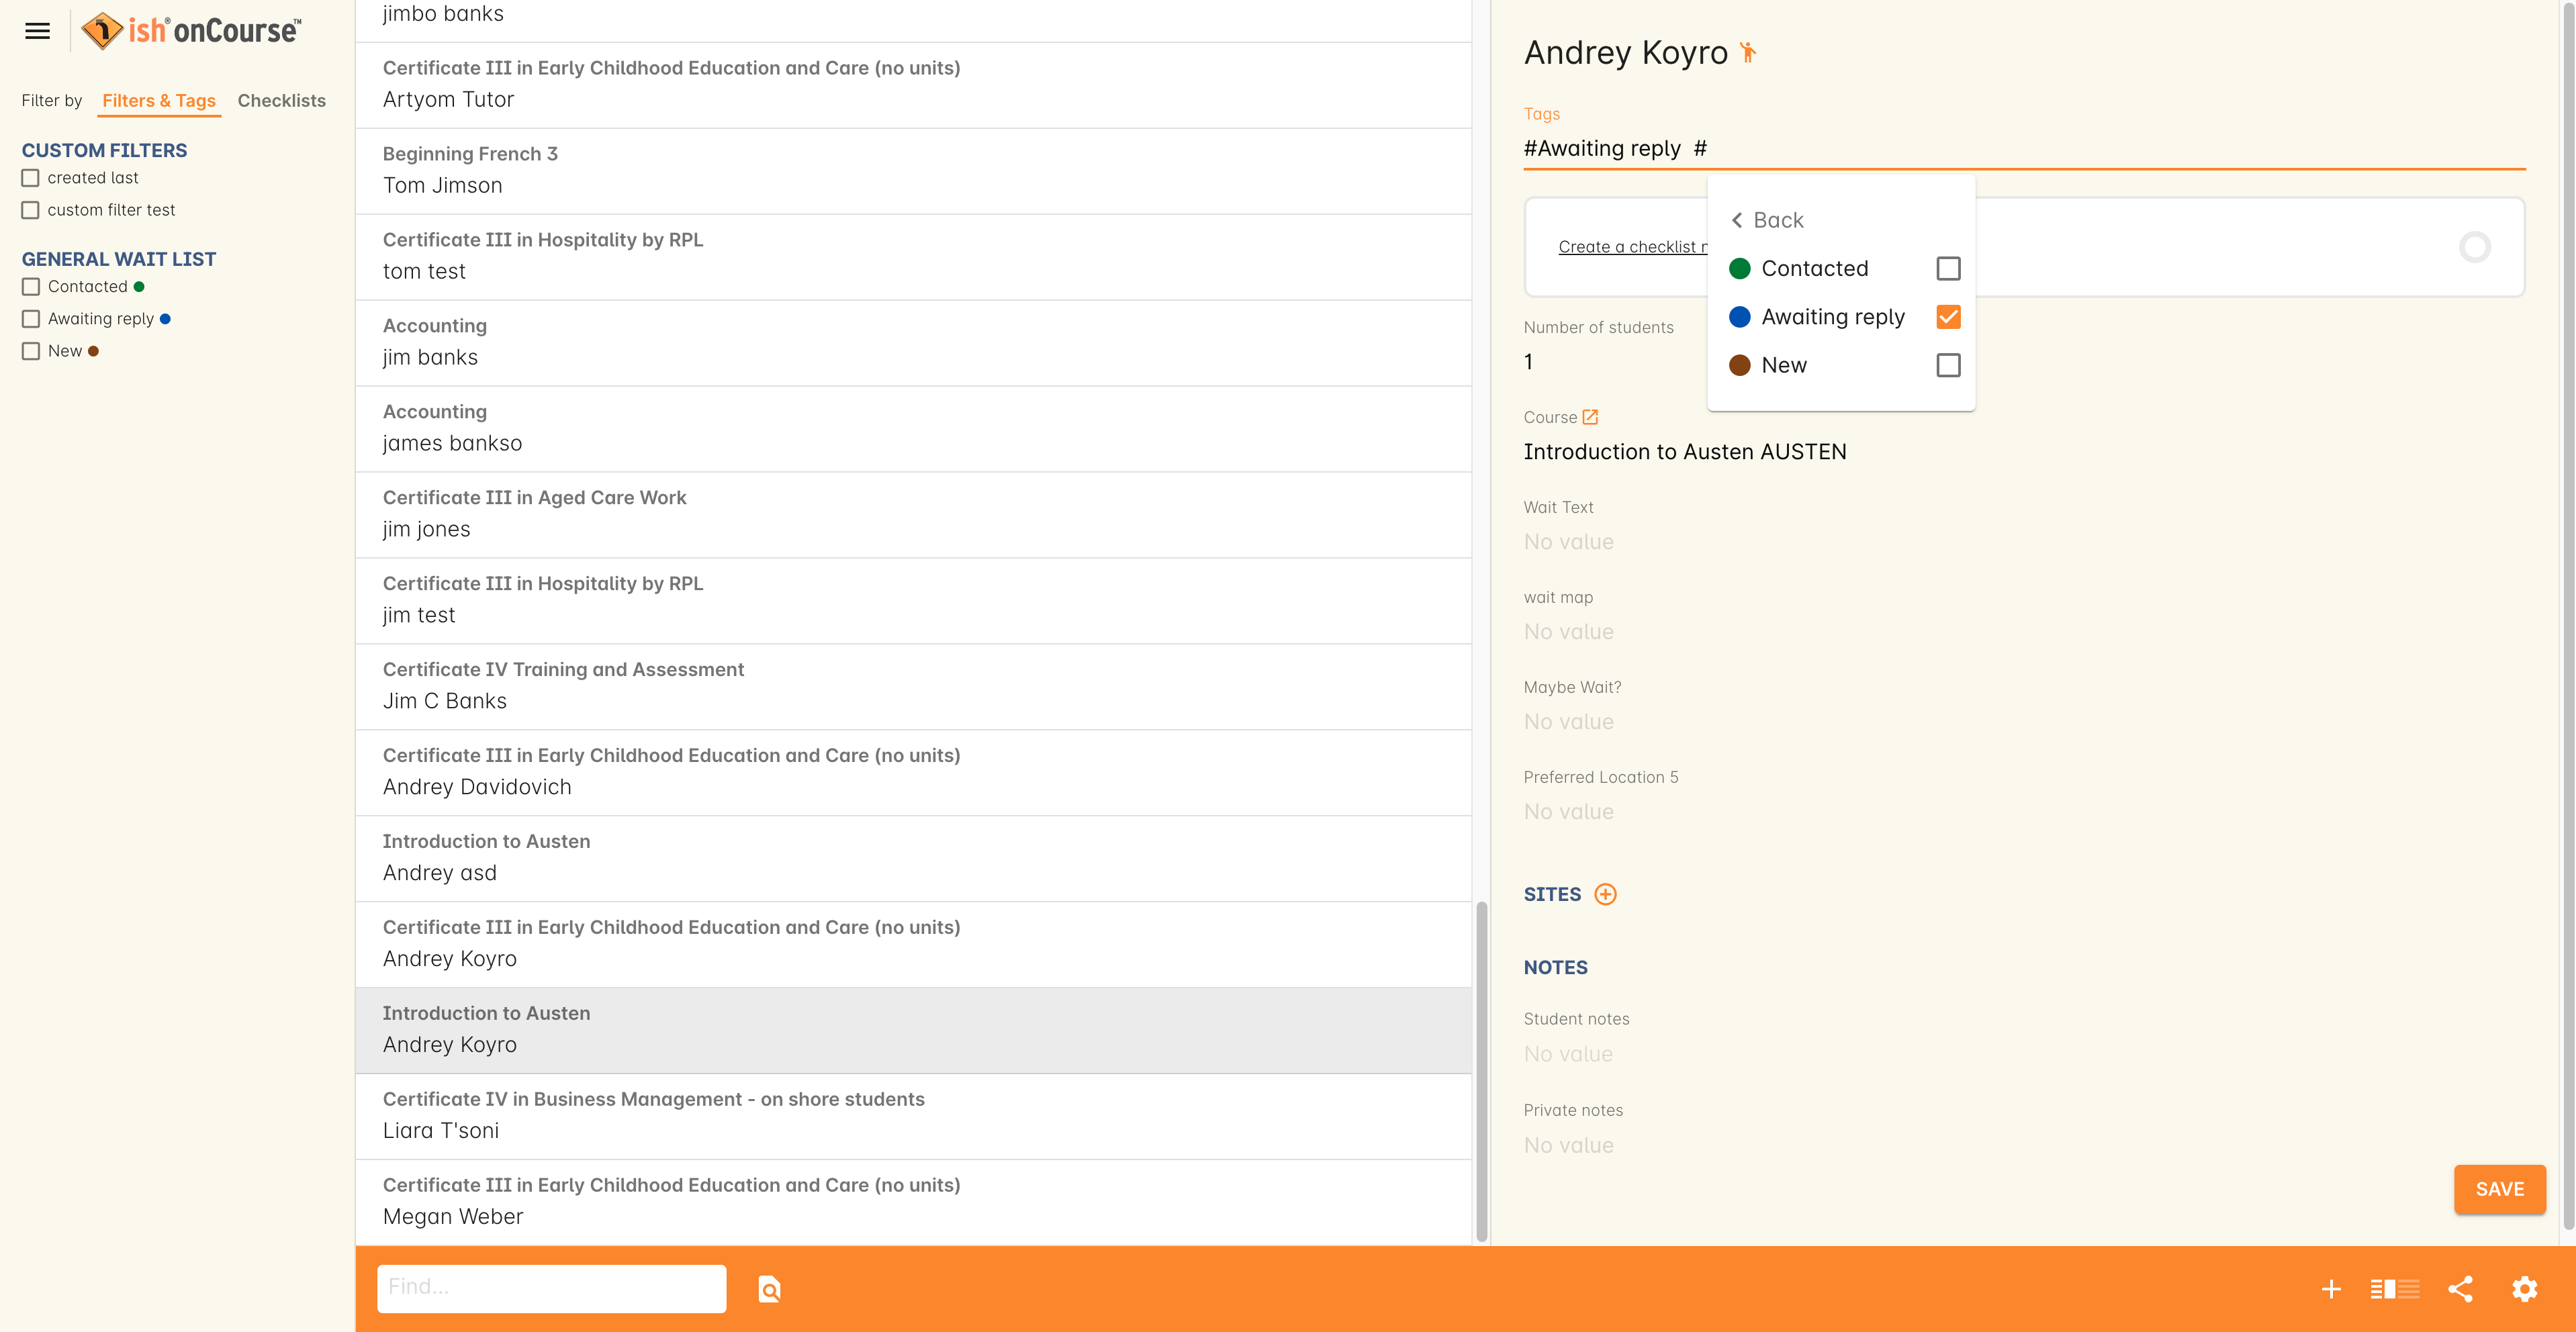 ish® onCourse™
Filter by Filters & Tags Checklists
CUSTOM FILTERS
created last
custom filter test
GENERAL WAIT LIST
Contacted
Awaiting reply
New
jimbo banks
Certificate III in Early Childhood Education and Care (no units)
Artyom Tutor
Beginning French 3
Tom Jimson
Certificate III in Hospitality by RPL
tom test
Accounting
jim banks
Accounting
james bankso
Certificate III in Aged Care Work
jim jones
Certificate III in Hospitality by RPL
jim test
Certificate IV Training and Assessment
Jim C Banks
Certificate III in Early Childhood Education and Care (no units)
Andrey Davidovich
Introduction to Austen
Andrey asd
Certificate III in Early Childhood Education and Care (no units)
Andrey Koyro
Introduction to Austen
Andrey Koyro
Certificate IV in Business Management - on shore students
Liara T'soni
Certificate III in Early Childhood Education and Care (no units)
Megan Weber
Find...
Andrey Koyro
Tags
#Awaiting reply #
Create a checklist
Back
Contacted
Awaiting reply
New
Number of students
1
Course
Introduction to Austen AUSTEN
Wait Text
No value
wait map
No value
Maybe Wait?
No value
Preferred Location 5
No value
SITES
NOTES
Student notes
No value
Private notes
No value
SAVE